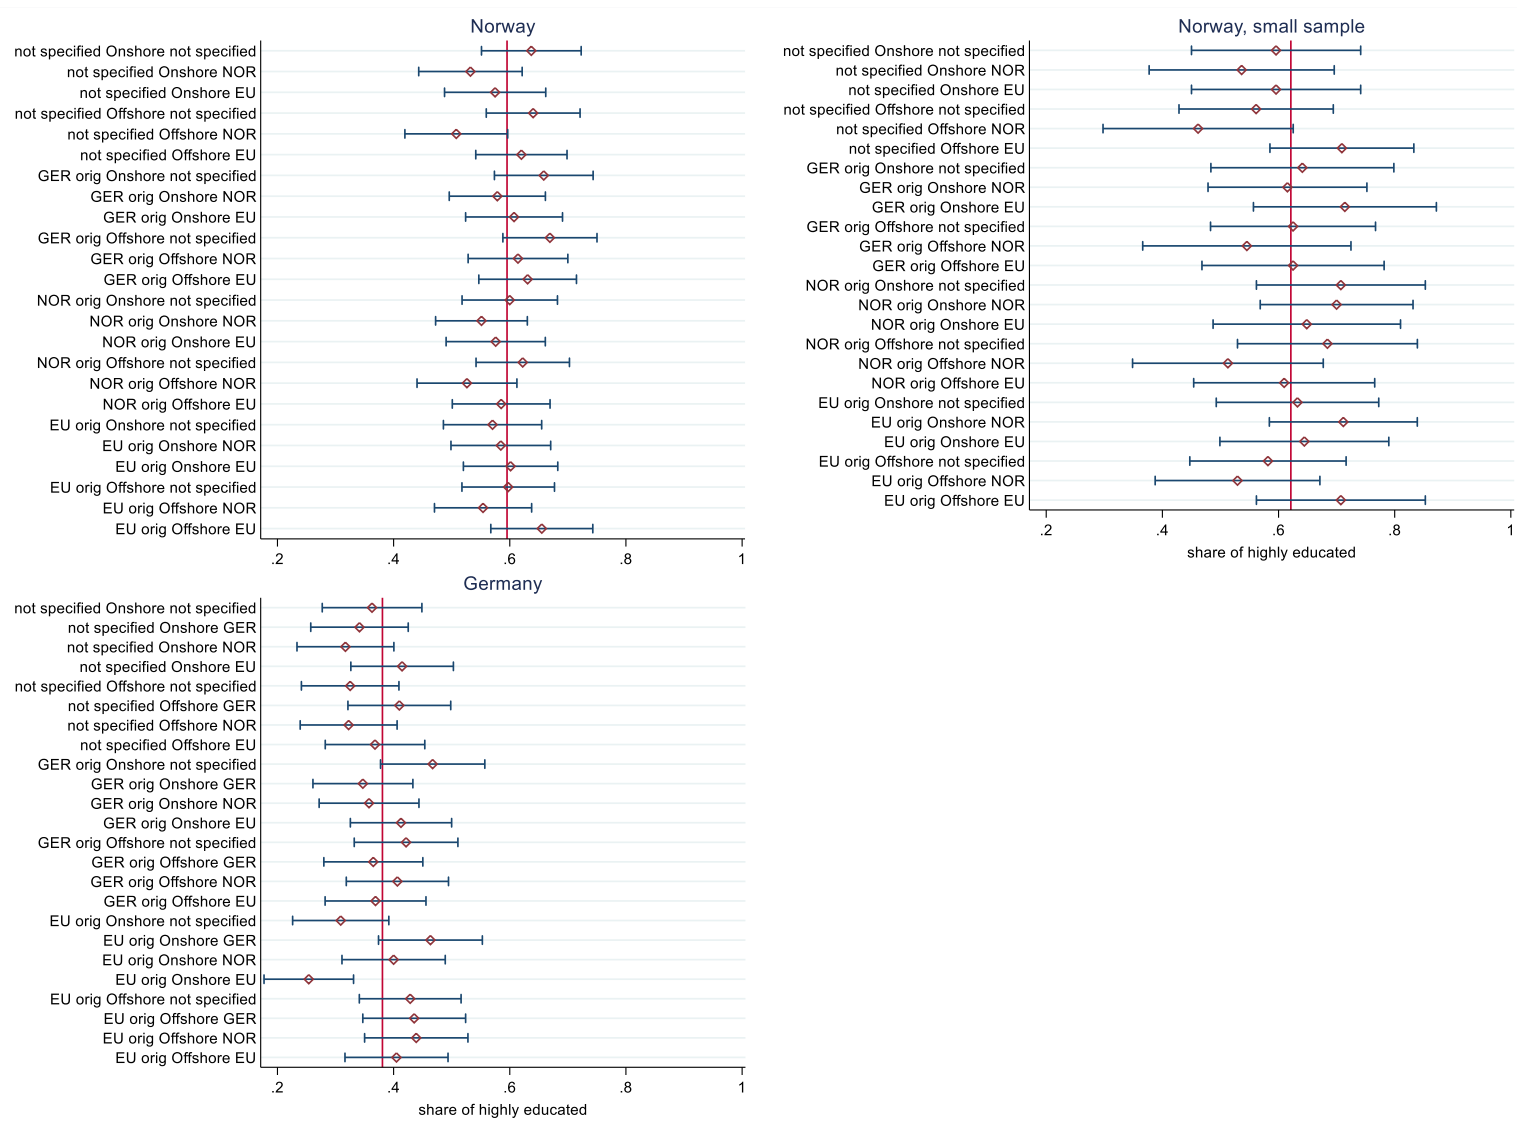 Norway
not specified Onshore not specified
not specified Onshore NOR
not specified Onshore EU
not specified Offshore not specified
not specified Offshore NOR
not specified Offshore EU
GER orig Onshore not specified
GER orig Onshore NOR
GER orig Onshore EU
GER orig Offshore not specified
GER orig Offshore NOR
GER orig Offshore EU
NOR orig Onshore not specified
NOR orig Onshore NOR
NOR orig Onshore EU
NOR orig Offshore not specified
NOR orig Offshore NOR
NOR orig Offshore EU
EU orig Onshore not specified
EU orig Onshore NOR
EU orig Onshore EU
EU orig Offshore not specified
EU orig Offshore NOR
EU orig Offshore EU
.2 .4 .6 .8 1
Norway, small sample
not specified Onshore not specified
not specified Onshore NOR
not specified Onshore EU
not specified Offshore not specified
not specified Offshore NOR
not specified Offshore EU
GER orig Onshore not specified
GER orig Onshore NOR
GER orig Onshore EU
GER orig Offshore not specified
GER orig Offshore NOR
GER orig Offshore EU
NOR orig Onshore not specified
NOR orig Onshore NOR
NOR orig Onshore EU
NOR orig Offshore not specified
NOR orig Offshore NOR
NOR orig Offshore EU
EU orig Onshore not specified
EU orig Onshore NOR
EU orig Onshore EU
EU orig Offshore not specified
EU orig Offshore NOR
EU orig Offshore EU
.2 .4 .6 .8 1
share of highly educated
Germany
not specified Onshore not specified
not specified Onshore GER
not specified Onshore NOR
not specified Onshore EU
not specified Offshore not specified
not specified Offshore GER
not specified Offshore NOR
not specified Offshore EU
GER orig Onshore not specified
GER orig Onshore GER
GER orig Onshore NOR
GER orig Onshore EU
GER orig Offshore not specified
GER orig Offshore GER
GER orig Offshore NOR
GER orig Offshore EU
EU orig Onshore not specified
EU orig Onshore GER
EU orig Onshore NOR
EU orig Onshore EU
EU orig Offshore not specified
EU orig Offshore GER
EU orig Offshore NOR
EU orig Offshore EU
.2 .4 .6 .8 1
share of highly educated